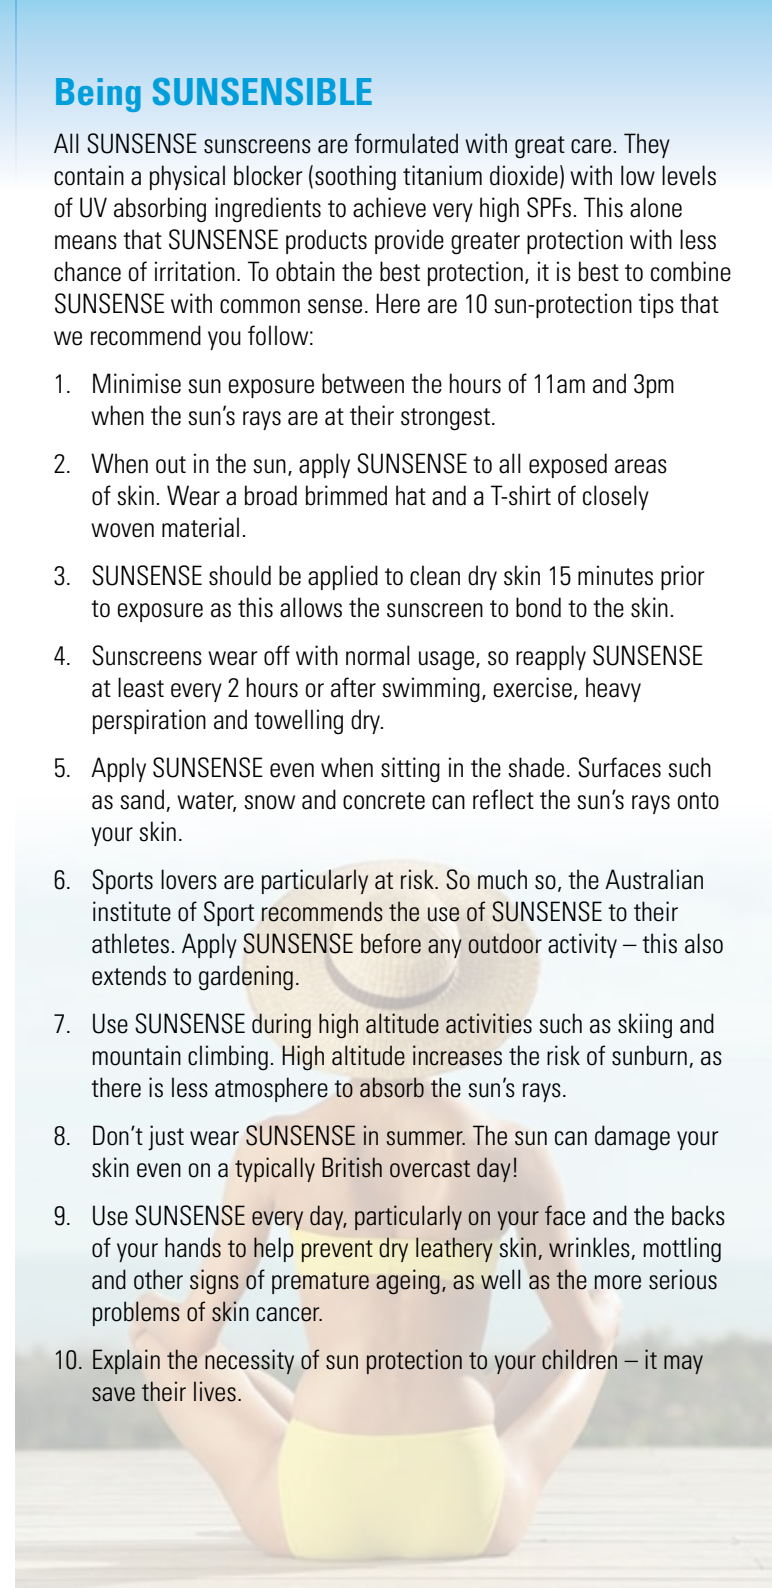 Being SUNSENSIBLE
All SUNSENSE sunscreens are formulated with great care. They
contain a physical blocker (soothing titanium dioxide) with low levels
of UV absorbing ingredients to achieve very high SPFs. This alone
means that SUNSENSE products provide greater protection with less
chance of irritation. To obtain the best protection, it is best to combine
SUNSENSE with common sense. Here are 10 sun-protection tips that
we recommend you follow:
1. Minimise sun exposure between the hours of 11am and 3pm
when the sun’s rays are at their strongest.
2. When out in the sun, apply SUNSENSE to all exposed areas
of skin. Wear a broad brimmed hat and a T-shirt of closely
woven material.
3. SUNSENSE should be applied to clean dry skin 15 minutes prior
to exposure as this allows the sunscreen to bond to the skin.
4. Sunscreens wear off with normal usage, so reapply SUNSENSE
at least every 2 hours or after swimming, exercise, heavy
perspiration and towelling dry.
5. Apply SUNSENSE even when sitting in the shade. Surfaces such
as sand, water, snow and concrete can reflect the sun’s rays onto
your skin.
6. Sports lovers are particularly at risk. So much so, the Australian
institute of Sport recommends the use of SUNSENSE to their
athletes. Apply SUNSENSE before any outdoor activity – this also
extends to gardening.
7. Use SUNSENSE during high altitude activities such as skiing and
mountain climbing. High altitude increases the risk of sunburn, as
there is less atmosphere to absorb the sun’s rays.
8. Don’t just wear SUNSENSE in summer. The sun can damage your
skin even on a typically British overcast day!
9. Use SUNSENSE every day, particularly on your face and the backs
of your hands to help prevent dry leathery skin, wrinkles, mottling
and other signs of premature ageing, as well as the more serious
problems of skin cancer.
10. Explain the necessity of sun protection to your children – it may
save their lives.